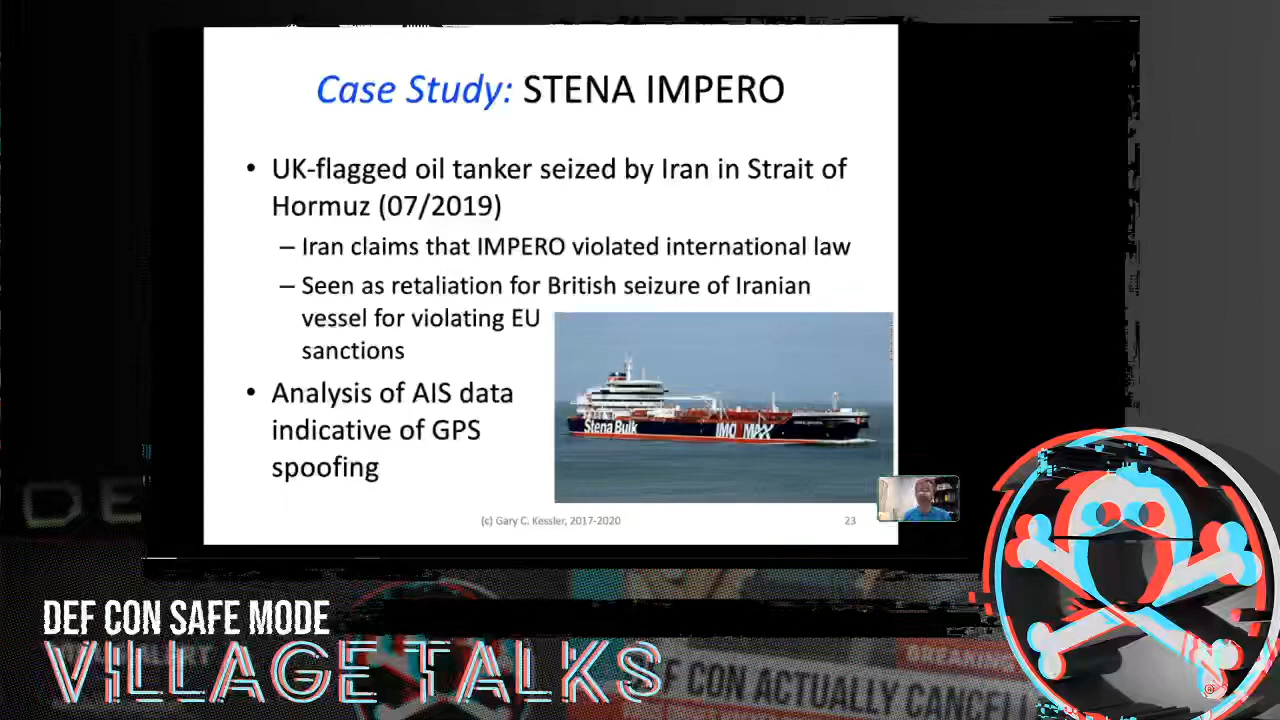 Case Study: STENA IMPERO
• UK-flagged oil tanker seized by Iran in Strait of
Hormuz (07/2019)
– Iran claims that IMPERO violated international law
– Seen as retaliation for British seizure of Iranian
vessel for violating EU
sanctions
• Analysis of AIS data
indicative of GPS
spoofing
Stena Bulk
IMO MAXX
(c) Gary C. Kessler, 2017-2020
23
DE
DEF CON SAFE MODE
VILLAGE TALKS
DEF CON ACTUALLY CANCEL